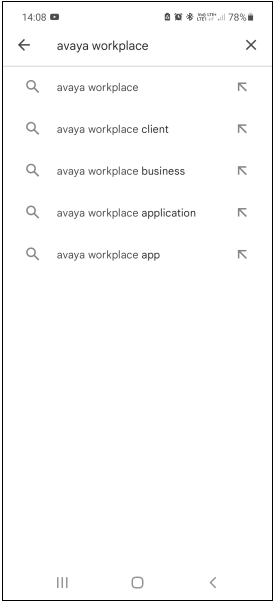 14:08 78%
avaya workplace
avaya workplace
avaya workplace client
avaya workplace business
avaya workplace application
avaya workplace app